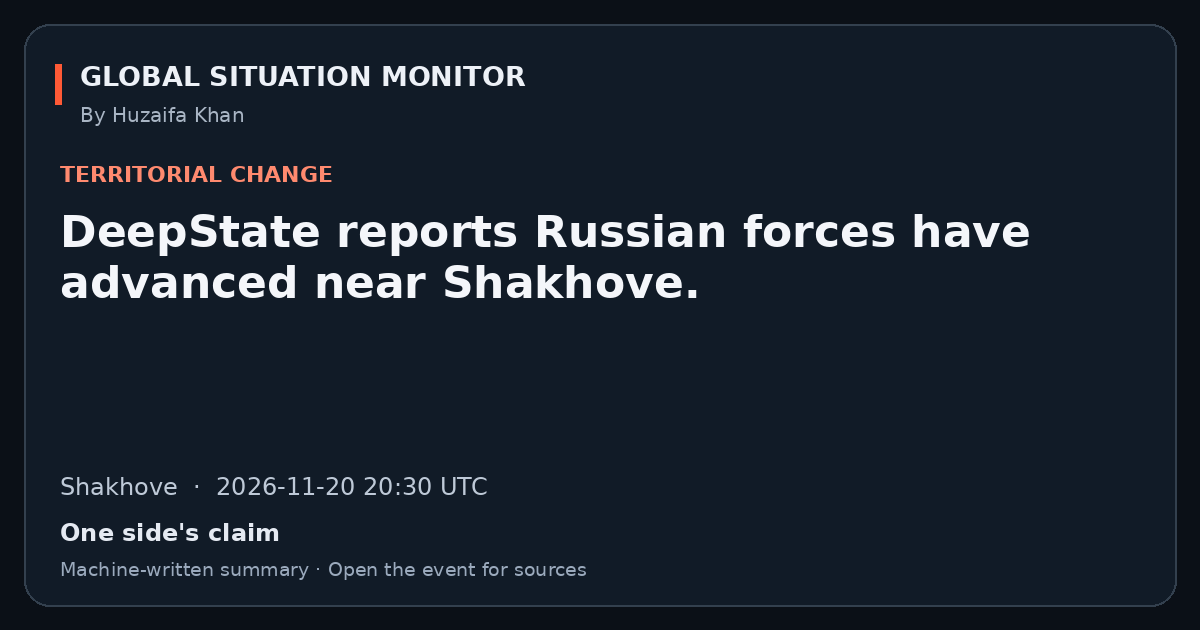 GLOBAL SITUATION MONITOR
By Huzaifa Khan
TERRITORIAL CHANGE
DeepState reports Russian forces have
advanced near Shakhove.
Shakhove · 2026-11-20 20:30 UTC
One side's claim
Machine-written summary · Open the event for sources